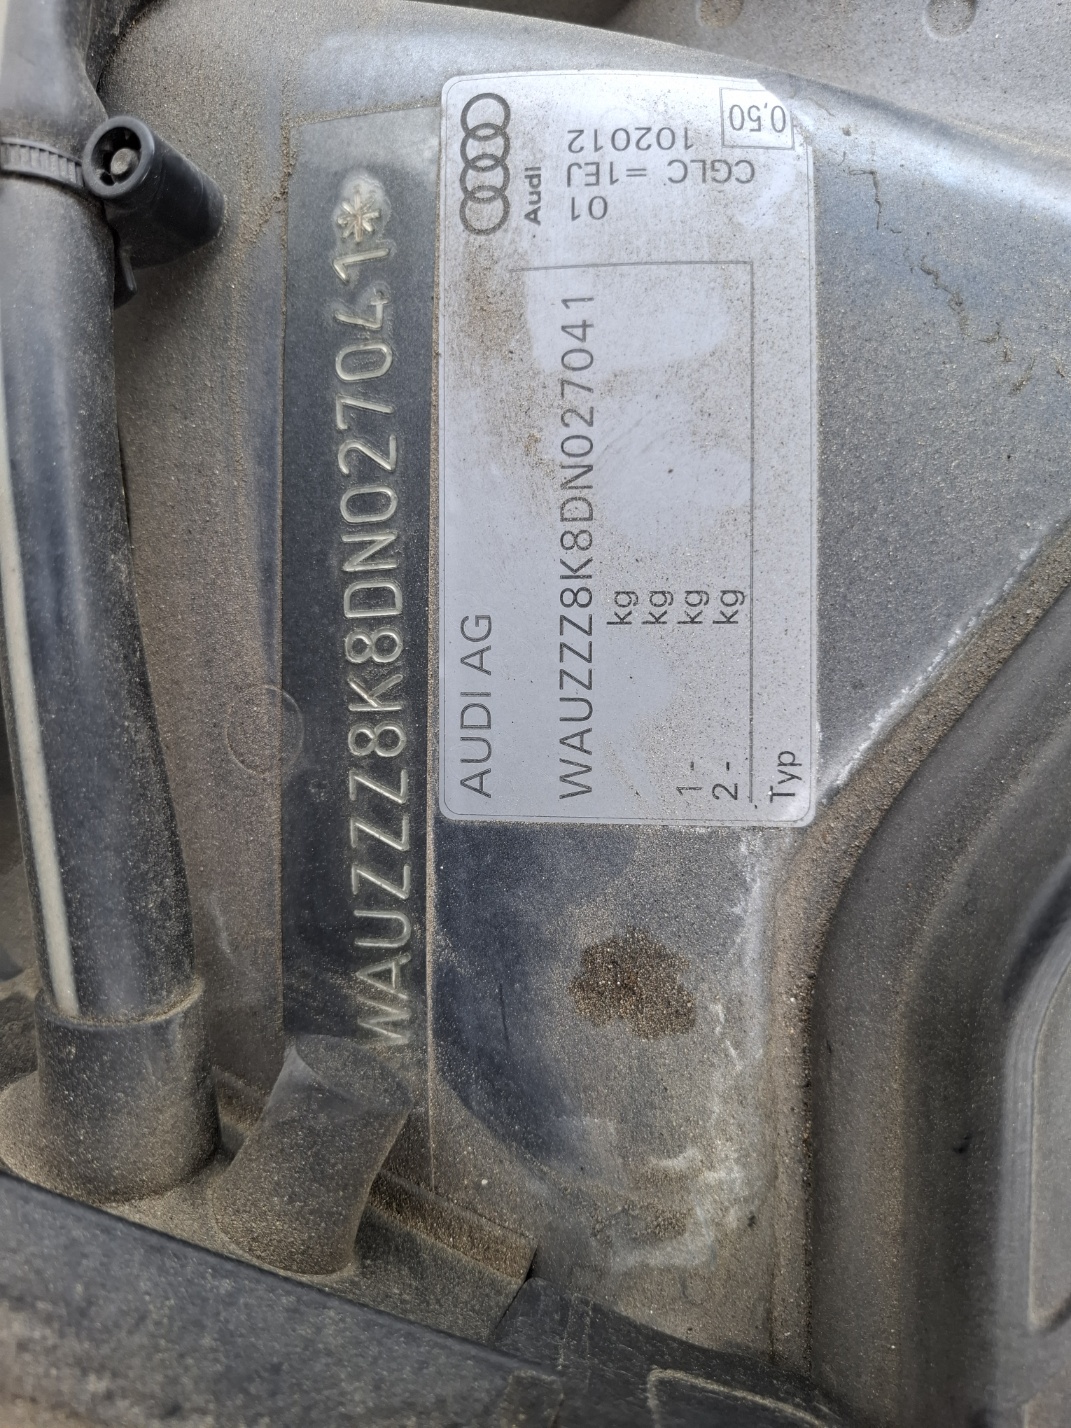 WAUZZZ8K8DN027041*
AUDI AG
Audi
WAUZZZ8K8DN027041
kg
kg
1 - kg
2 - kg
Typ
0,50
102012
CGLC =1EJ
01